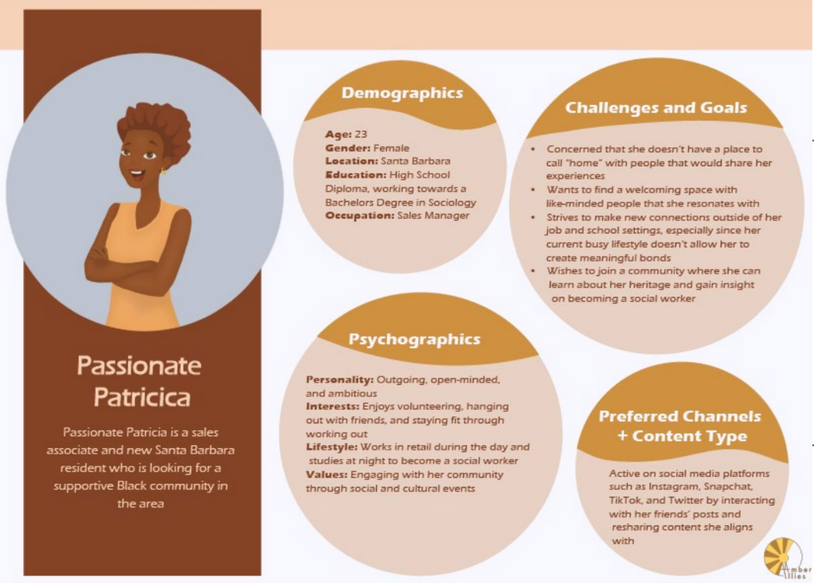 Passionate
Patricica
Passionate Patricia is a sales
associate and new Santa Barbara
resident who is looking for a
supportive Black community in
the area
Demographics
Age: 23
Gender: Female
Location: Santa Barbara
Education: High School
Diploma, working towards a
Bachelors Degree in Sociology
Occupation: Sales Manager
Challenges and Goals
• Concerned that she doesn't have a place to
call "home" with people that would share her
experiences
• Wants to find a welcoming space with
like-minded people that she resonates with
• Strives to make new connections outside of her
job and school settings, especially since her
current busy lifestyle doesn't allow her to
create meaningful bonds
• Wishes to join a community where she can
learn about her heritage and gain insight
on becoming a social worker
Psychographics
Personality: Outgoing, open-minded,
and ambitious
Interests: Enjoys volunteering, hanging
out with friends, and staying fit through
working out
Lifestyle: Works in retail during the day and
studies at night to become a social worker
Values: Engaging with her community
through social and cultural events
Preferred Channels
+ Content Type
Active on social media platforms
such as Instagram, Snapchat,
TikTok, and Twitter by interacting
with her friends' posts and
resharing content she aligns
with
Amber
Allies